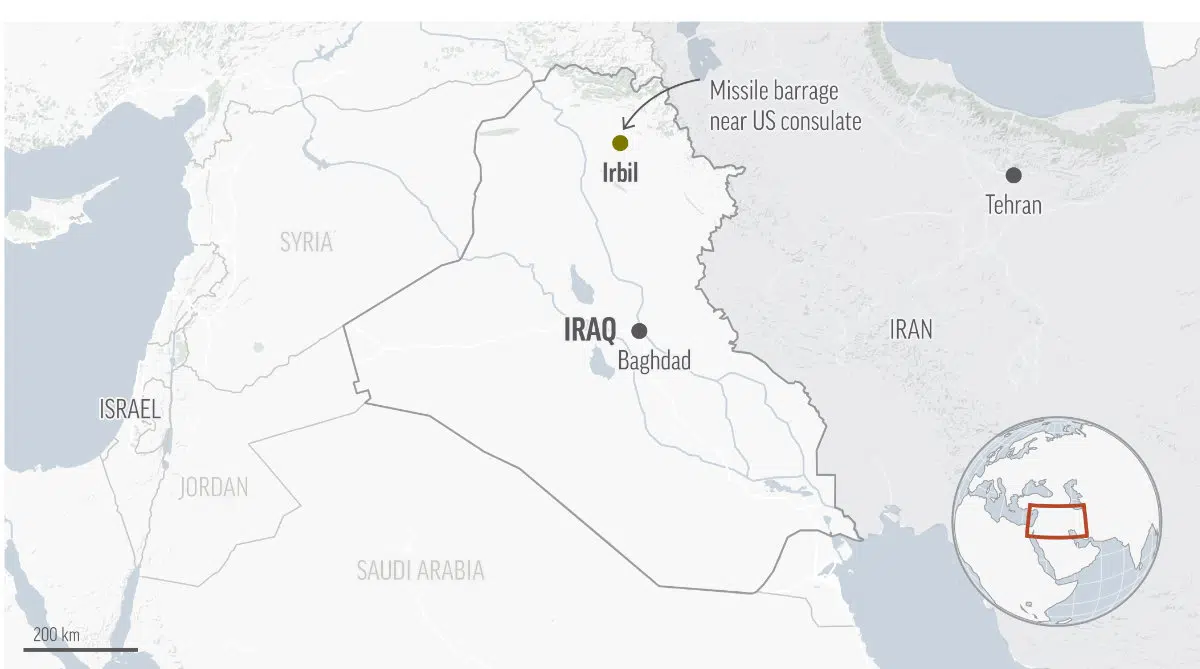 Missile barrage
near US consulate
Irbil
Tehran
SYRIA
IRAQ
Baghdad
IRAN
ISRAEL
JORDAN
SAUDI ARABIA
200 km